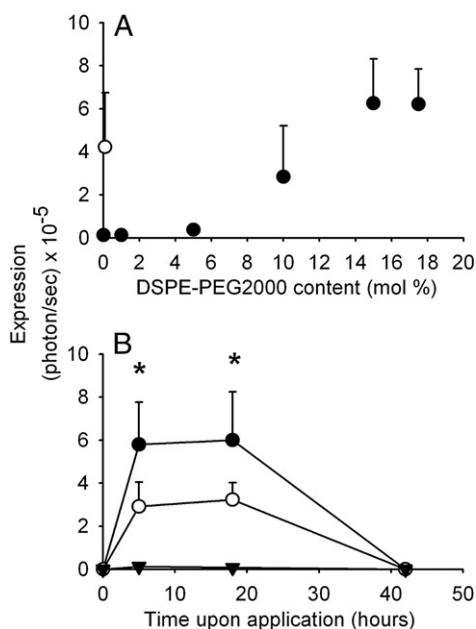 A
10
8
6
4
2
0
0 2 4 6 8 10 12 14 16 18 20
DSPE-PEG2000 content (mol %)
Expression
(photon/sec) x 10⁻⁵
B
10
* *
8
6
4
2
0
0 10 20 30 40 50
Time upon application (hours)